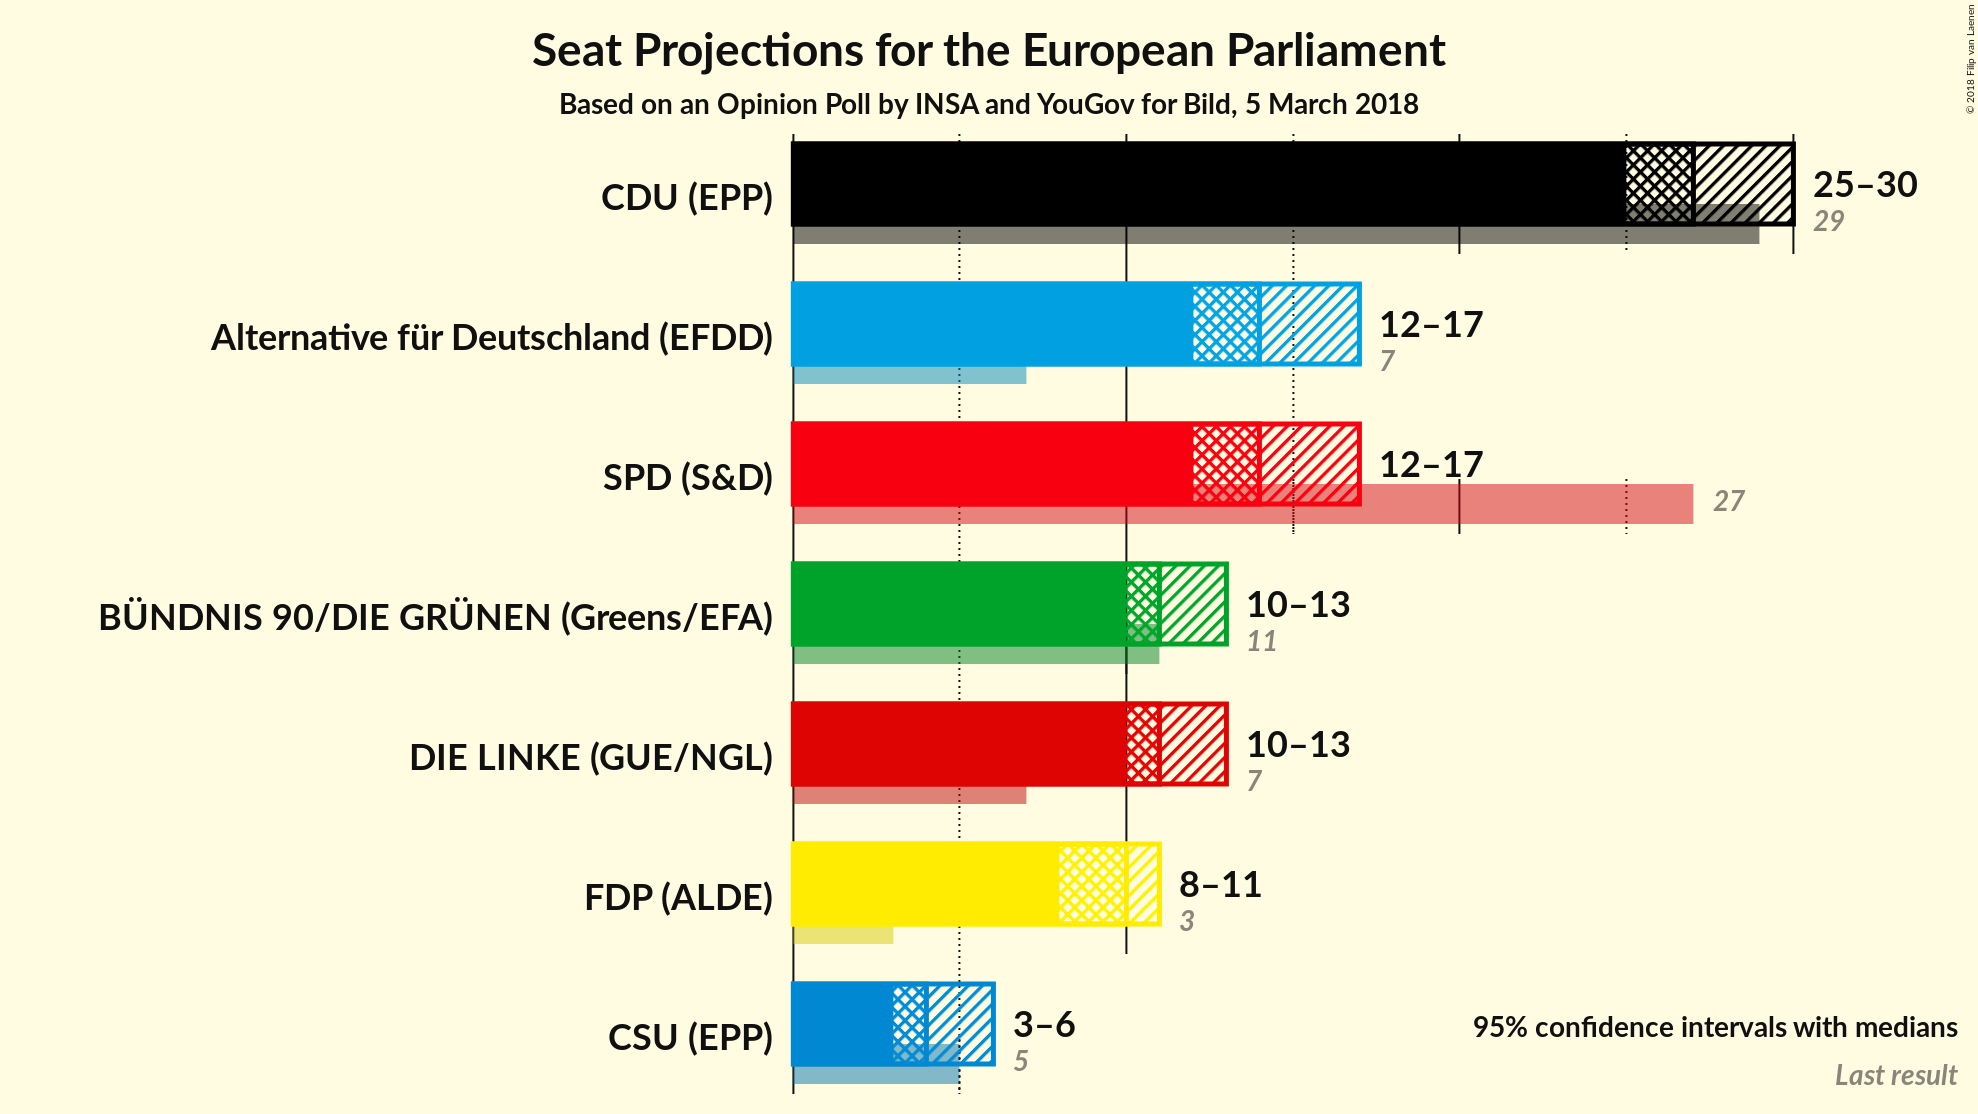 Seat Projections for the European Parliament
Based on an Opinion Poll by INSA and YouGov for Bild, 5 March 2018
© 2018 Filip van Laenen
CDU (EPP)
25–30
29
Alternative für Deutschland (EFDD)
12–17
7
SPD (S&D)
12–17
27
BÜNDNIS 90/DIE GRÜNEN (Greens/EFA)
10–13
11
DIE LINKE (GUE/NGL)
10–13
7
FDP (ALDE)
8–11
3
CSU (EPP)
3–6
5
95% confidence intervals with medians
Last result